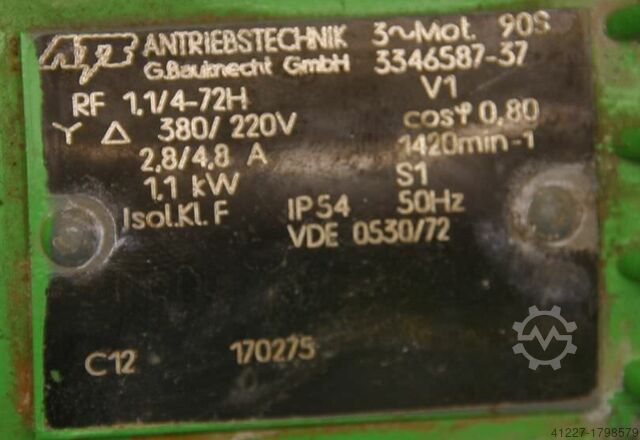 ANTRIEBSTECHNIK 3~Mot. 90S
G.Bauknecht GmbH 3346587-37
RF 1,1/4-72H V1
Y Δ 380/220V cosφ 0,80
2,8/4,8 A 1420min-1
1,1 kW S1
Isol.Kl. F IP54 50Hz
VDE 0530/72
C12 170275
41227-1798579